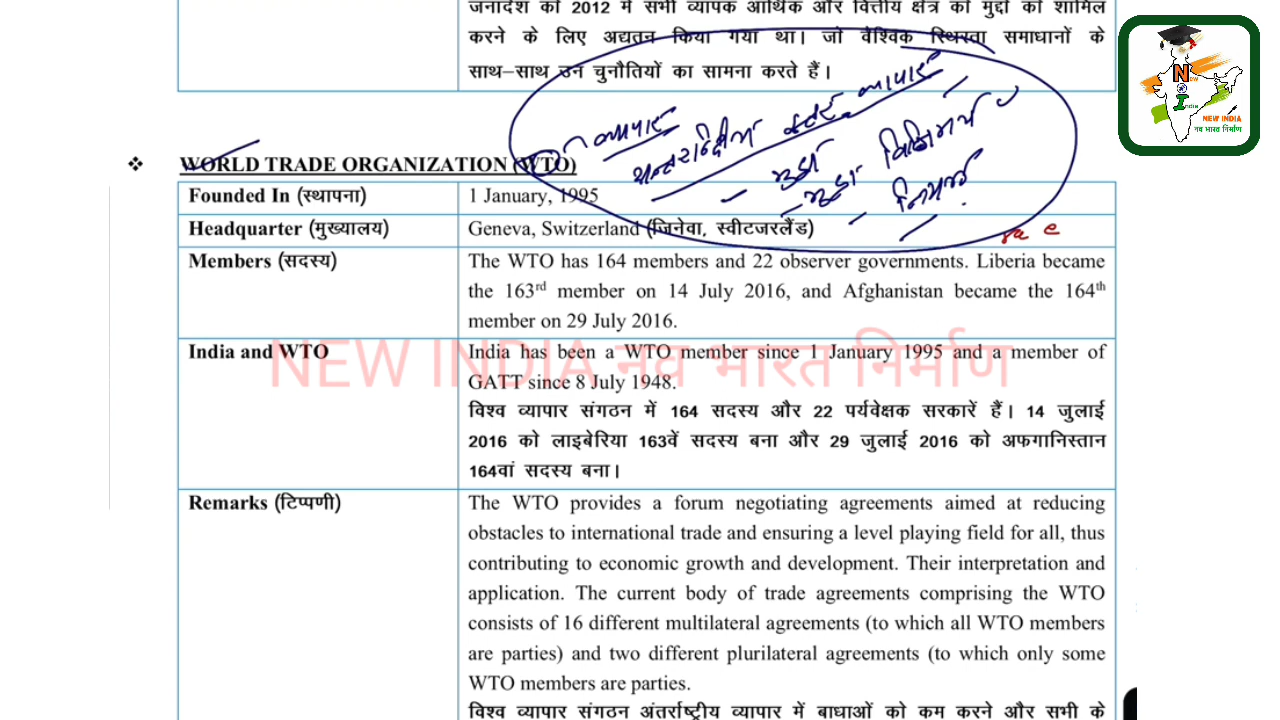 जनादेश को 2012 में सभी व्यापक आर्थिक और वित्तीय क्षेत्र को मुद्दों को शामिल
करने के लिए अद्यतन किया गया था। जो वैश्विक स्थिरता समाधानों के
साथ-साथ उन चुनौतियों का सामना करते हैं।
New
India
NEW INDIA
नव भारत निर्माण
व्यापार
व्यापार
मुद्रा
मुद्रा विनिमय
❖ WORLD TRADE ORGANIZATION (WTO)
Founded In (स्थापना) 1 January, 1995
Headquarter (मुख्यालय) Geneva, Switzerland (जिनेवा, स्वीटजरलैंड)
Members (सदस्य) The WTO has 164 members and 22 observer governments. Liberia became
the 163rd member on 14 July 2016, and Afghanistan became the 164th
member on 29 July 2016.
NEW INDIA नव भारत निर्माण
India and WTO India has been a WTO member since 1 January 1995 and a member of
GATT since 8 July 1948.
विश्व व्यापार संगठन में 164 सदस्य और 22 पर्यवेक्षक सरकारें हैं। 14 जुलाई
2016 को लाइबेरिया 163वें सदस्य बना और 29 जुलाई 2016 को अफगानिस्तान
164वां सदस्य बना।
Remarks (टिप्पणी) The WTO provides a forum negotiating agreements aimed at reducing
obstacles to international trade and ensuring a level playing field for all, thus
contributing to economic growth and development. Their interpretation and
application. The current body of trade agreements comprising the WTO
consists of 16 different multilateral agreements (to which all WTO members
are parties) and two different plurilateral agreements (to which only some
WTO members are parties.
विश्व व्यापार संगठन अंतर्राष्ट्रीय व्यापार में बाधाओं को कम करने और सभी के